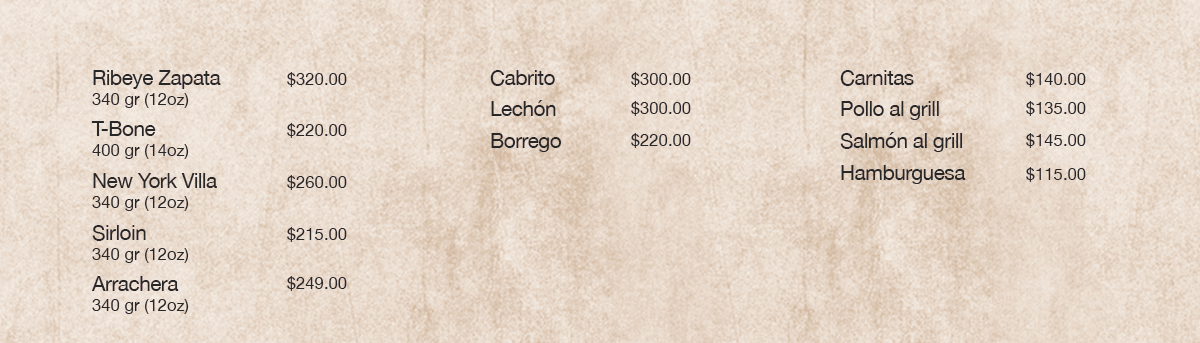 Ribeye Zapata $320.00
340 gr (12oz)
T-Bone $220.00
400 gr (14oz)
New York Villa $260.00
340 gr (12oz)
Sirloin $215.00
340 gr (12oz)
Arrachera $249.00
340 gr (12oz)
Cabrito $300.00
Lechón $300.00
Borrego $220.00
Carnitas $140.00
Pollo al grill $135.00
Salmón al grill $145.00
Hamburguesa $115.00